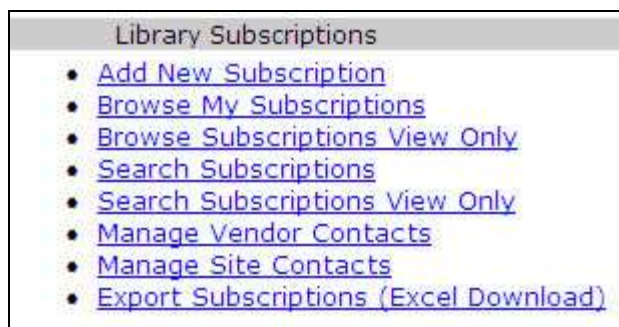 Library Subscriptions
• Add New Subscription
• Browse My Subscriptions
• Browse Subscriptions View Only
• Search Subscriptions
• Search Subscriptions View Only
• Manage Vendor Contacts
• Manage Site Contacts
• Export Subscriptions (Excel Download)